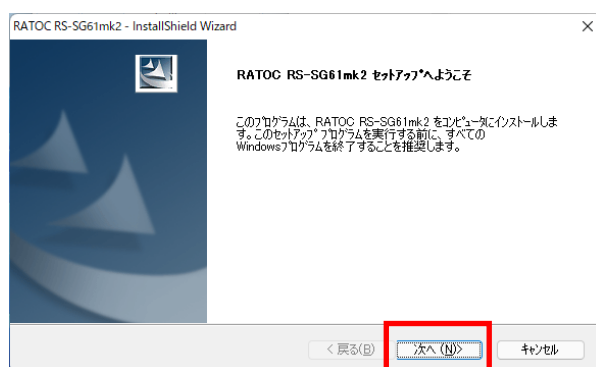 RATOC RS-SG61mk2 - InstallShield Wizard
RATOC RS-SG61mk2 ｾｯﾄｱｯﾌﾟへようこそ
このﾌﾟﾛｸﾞﾗﾑは、RATOC RS-SG61mk2 をｺﾝﾋﾟｭｰﾀにインストールしま
す。このｾｯﾄｱｯﾌﾟ ﾌﾟﾛｸﾞﾗﾑを実行する前に、すべての
Windowsﾌﾟﾛｸﾞﾗﾑを終了することを推奨します。
< 戻る(B)
次へ (N)>
ｷｬﾝｾﾙ